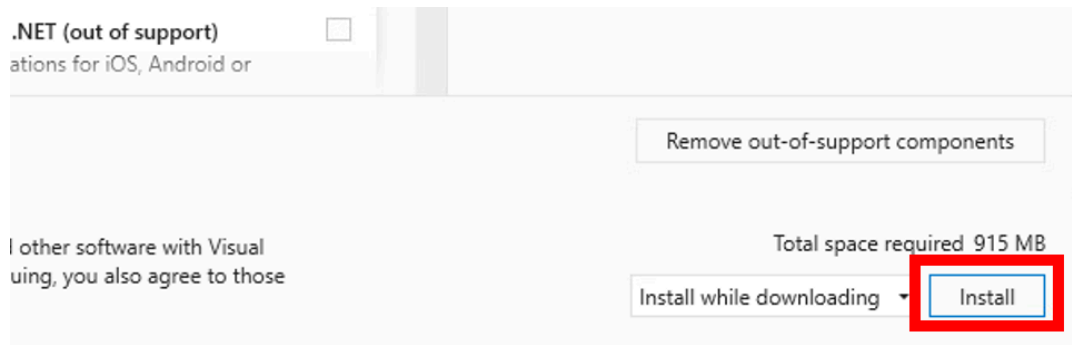 .NET (out of support)
ations for iOS, Android or
Remove out-of-support components
other software with Visual
uing, you also agree to those
Total space required 915 MB
Install while downloading
Install